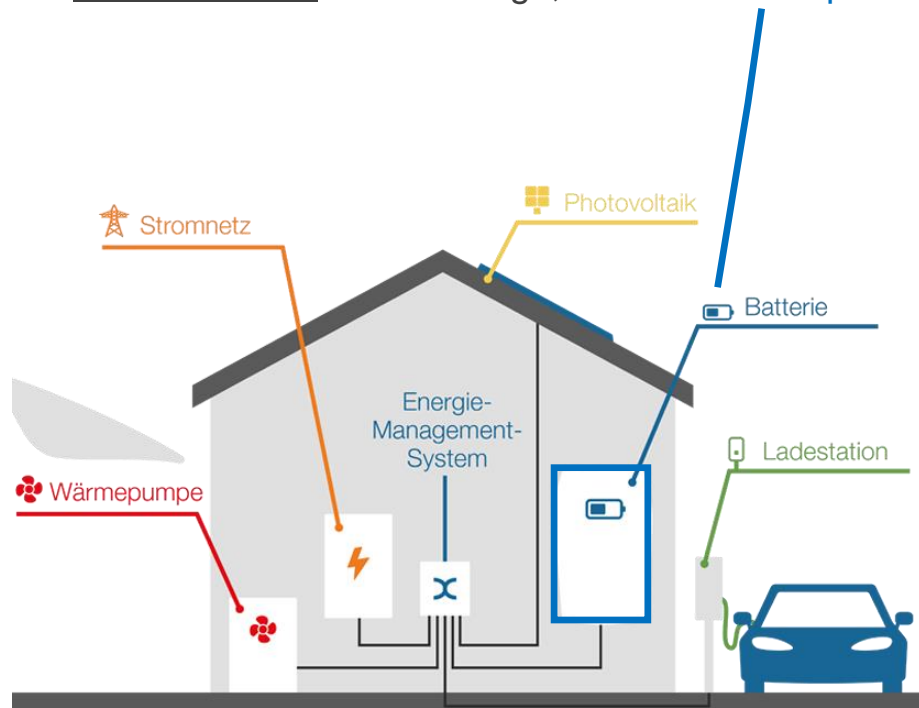 Stromnetz
Photovoltaik
Batterie
Energie-
Management-
System
Ladestation
Wärmepumpe